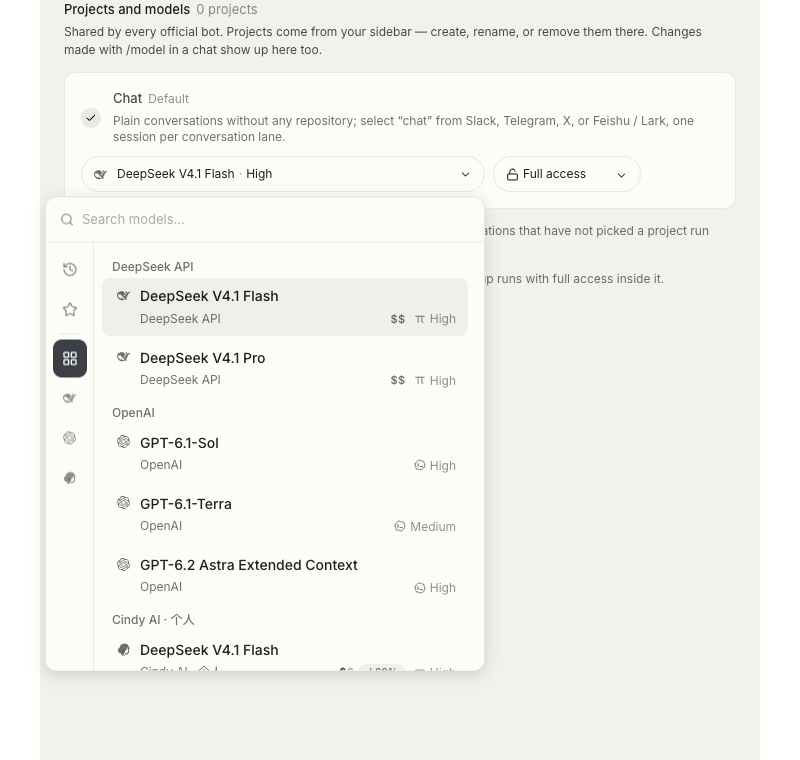 Projects and models 0 projects
Shared by every official bot. Projects come from your sidebar — create, rename, or remove them there. Changes
made with /model in a chat show up here too.
Chat Default
Plain conversations without any repository; select “chat” from Slack, Telegram, X, or Feishu / Lark, one
session per conversation lane.
DeepSeek V4.1 Flash · High
Full access
Search models...
ations that have not picked a project run
p runs with full access inside it.
DeepSeek API
DeepSeek V4.1 Flash
DeepSeek API $$ High
DeepSeek V4.1 Pro
DeepSeek API $$ High
OpenAI
GPT-6.1-Sol
OpenAI High
GPT-6.1-Terra
OpenAI Medium
GPT-6.2 Astra Extended Context
OpenAI High
Cindy AI · 个人
DeepSeek V4.1 Flash
Cindy AI · 个人 $$ High